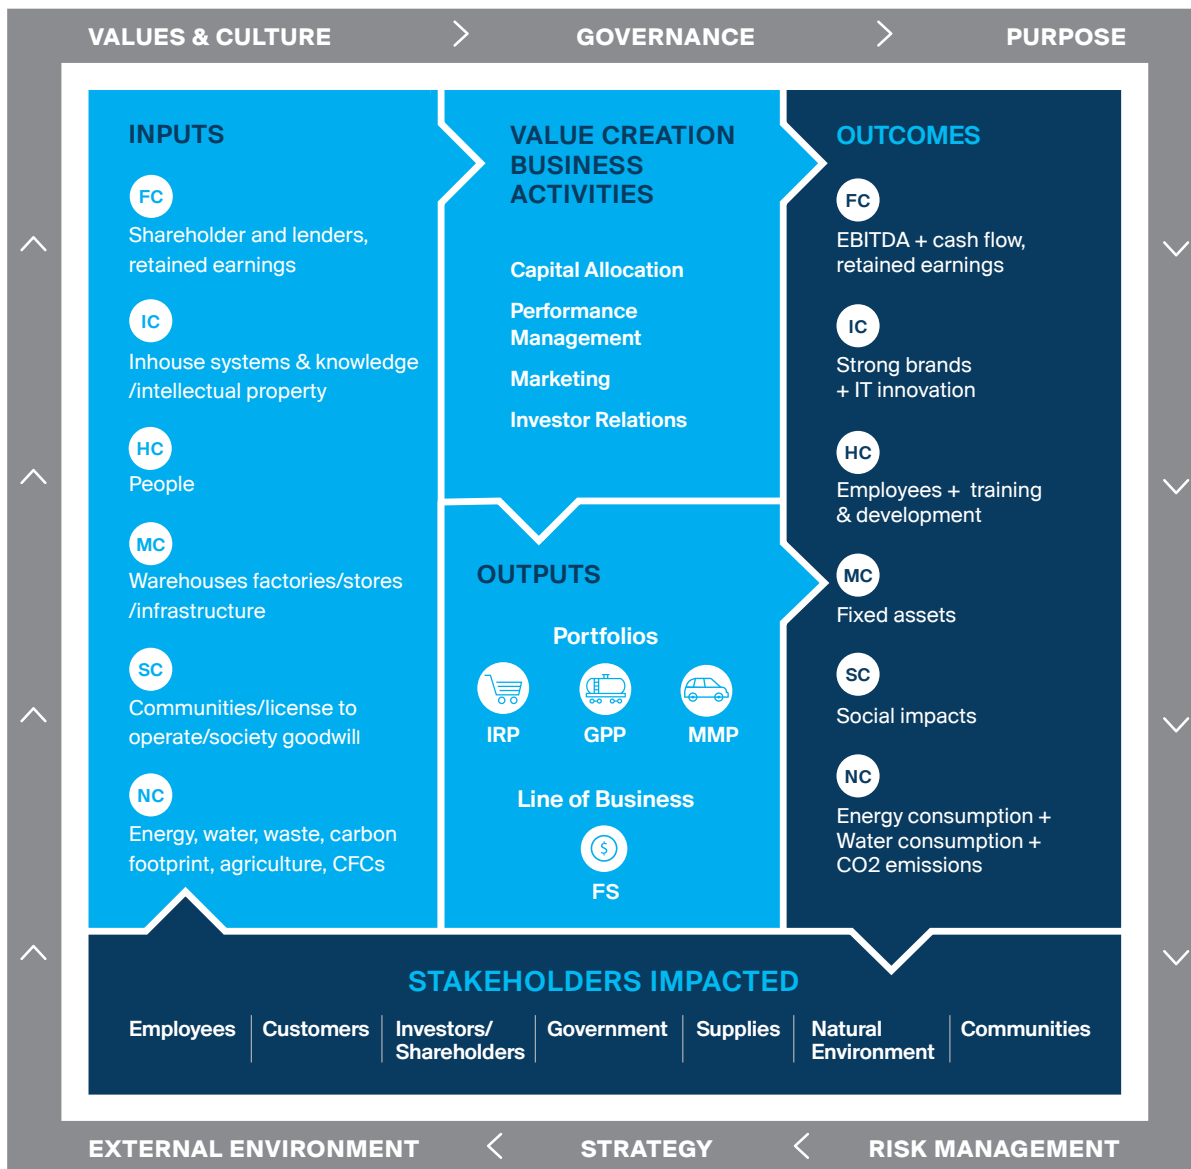 VALUES & CULTURE
GOVERNANCE
PURPOSE
INPUTS
FC
Shareholder and lenders,
retained earnings
IC
Inhouse systems & knowledge
/intellectual property
HC
People
MC
Warehouses factories/stores
/infrastructure
SC
Communities/license to
operate/society goodwill
NC
Energy, water, waste, carbon
footprint, agriculture, CFCs
VALUE CREATION
BUSINESS
ACTIVITIES
Capital Allocation
Performance
Management
Marketing
Investor Relations
OUTPUTS
Portfolios
IRP
GPP
MMP
Line of Business
$
FS
OUTCOMES
FC
EBITDA + cash flow,
retained earnings
IC
Strong brands
+ IT innovation
HC
Employees + training
& development
MC
Fixed assets
SC
Social impacts
NC
Energy consumption +
Water consumption +
CO2 emissions
STAKEHOLDERS IMPACTED
Employees
Customers
Investors/
Shareholders
Government
Supplies
Natural
Environment
Communities
EXTERNAL ENVIRONMENT
STRATEGY
RISK MANAGEMENT